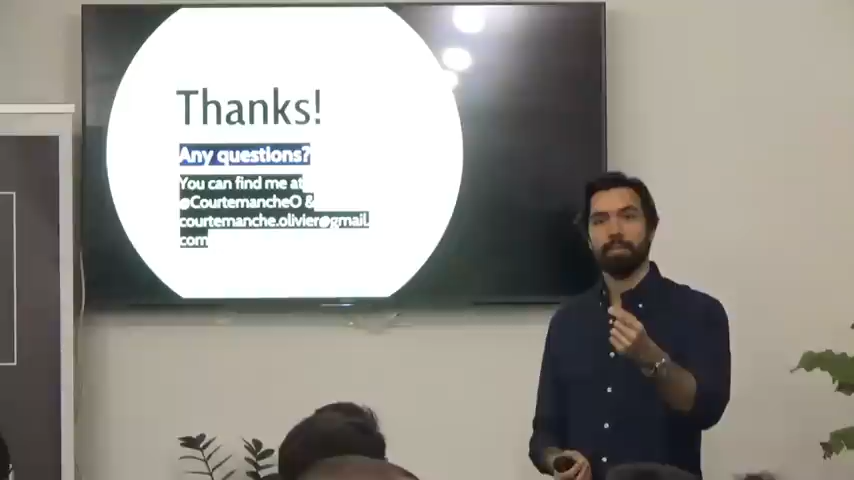 Thanks!
Any questions?
You can find me at
@CourtemancheO &
courtemanche.olivier@gmail.
com